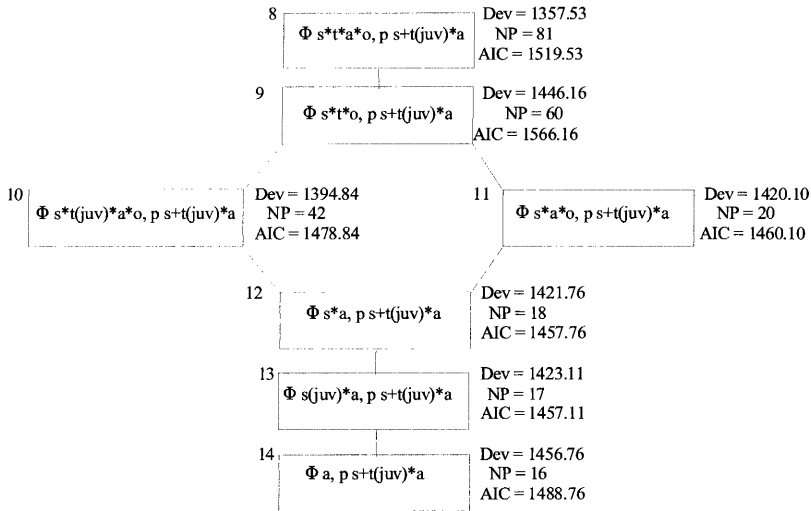 8
Φ s*t*a*o, p s+t(juv)*a
Dev = 1357.53
NP = 81
AIC = 1519.53
9
Φ s*t*o, p s+t(juv)*a
Dev = 1446.16
NP = 60
AIC = 1566.16
10
Φ s*t(juv)*a*o, p s+t(juv)*a
Dev = 1394.84
NP = 42
AIC = 1478.84
11
Φ s*a*o, p s+t(juv)*a
Dev = 1420.10
NP = 20
AIC = 1460.10
12
Φ s*a, p s+t(juv)*a
Dev = 1421.76
NP = 18
AIC = 1457.76
13
Φ s(juv)*a, p s+t(juv)*a
Dev = 1423.11
NP = 17
AIC = 1457.11
14
Φ a, p s+t(juv)*a
Dev = 1456.76
NP = 16
AIC = 1488.76